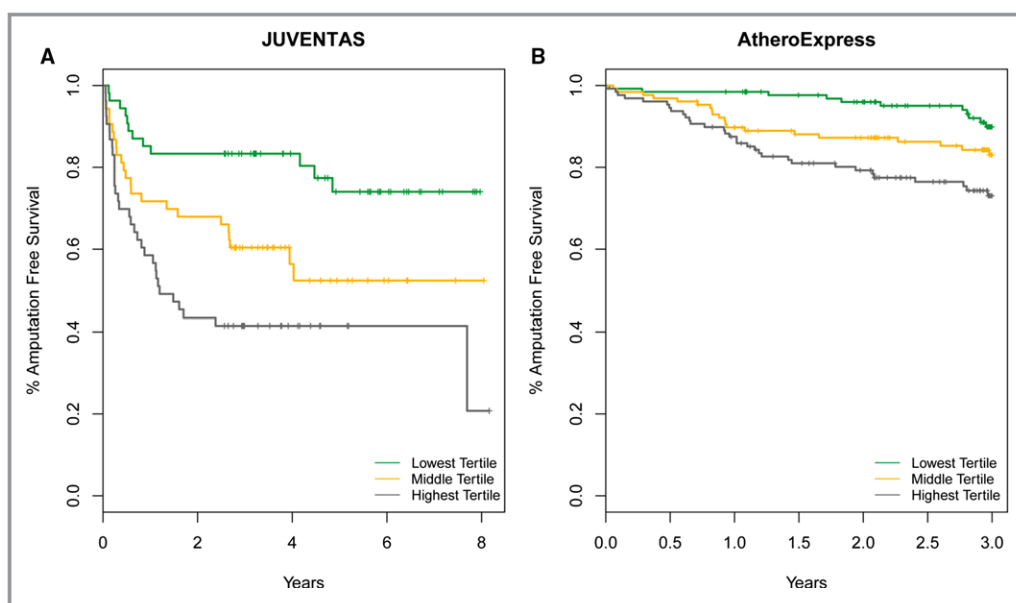 JUVENTAS
A
% Amputation Free Survival
1.0
0.8
0.6
0.4
0.2
0.0
Lowest Tertile
Middle Tertile
Highest Tertile
0 2 4 6 8
Years
AtheroExpress
B
% Amputation Free Survival
1.0
0.8
0.6
0.4
0.2
0.0
Lowest Tertile
Middle Tertile
Highest Tertile
0.0 0.5 1.0 1.5 2.0 2.5 3.0
Years